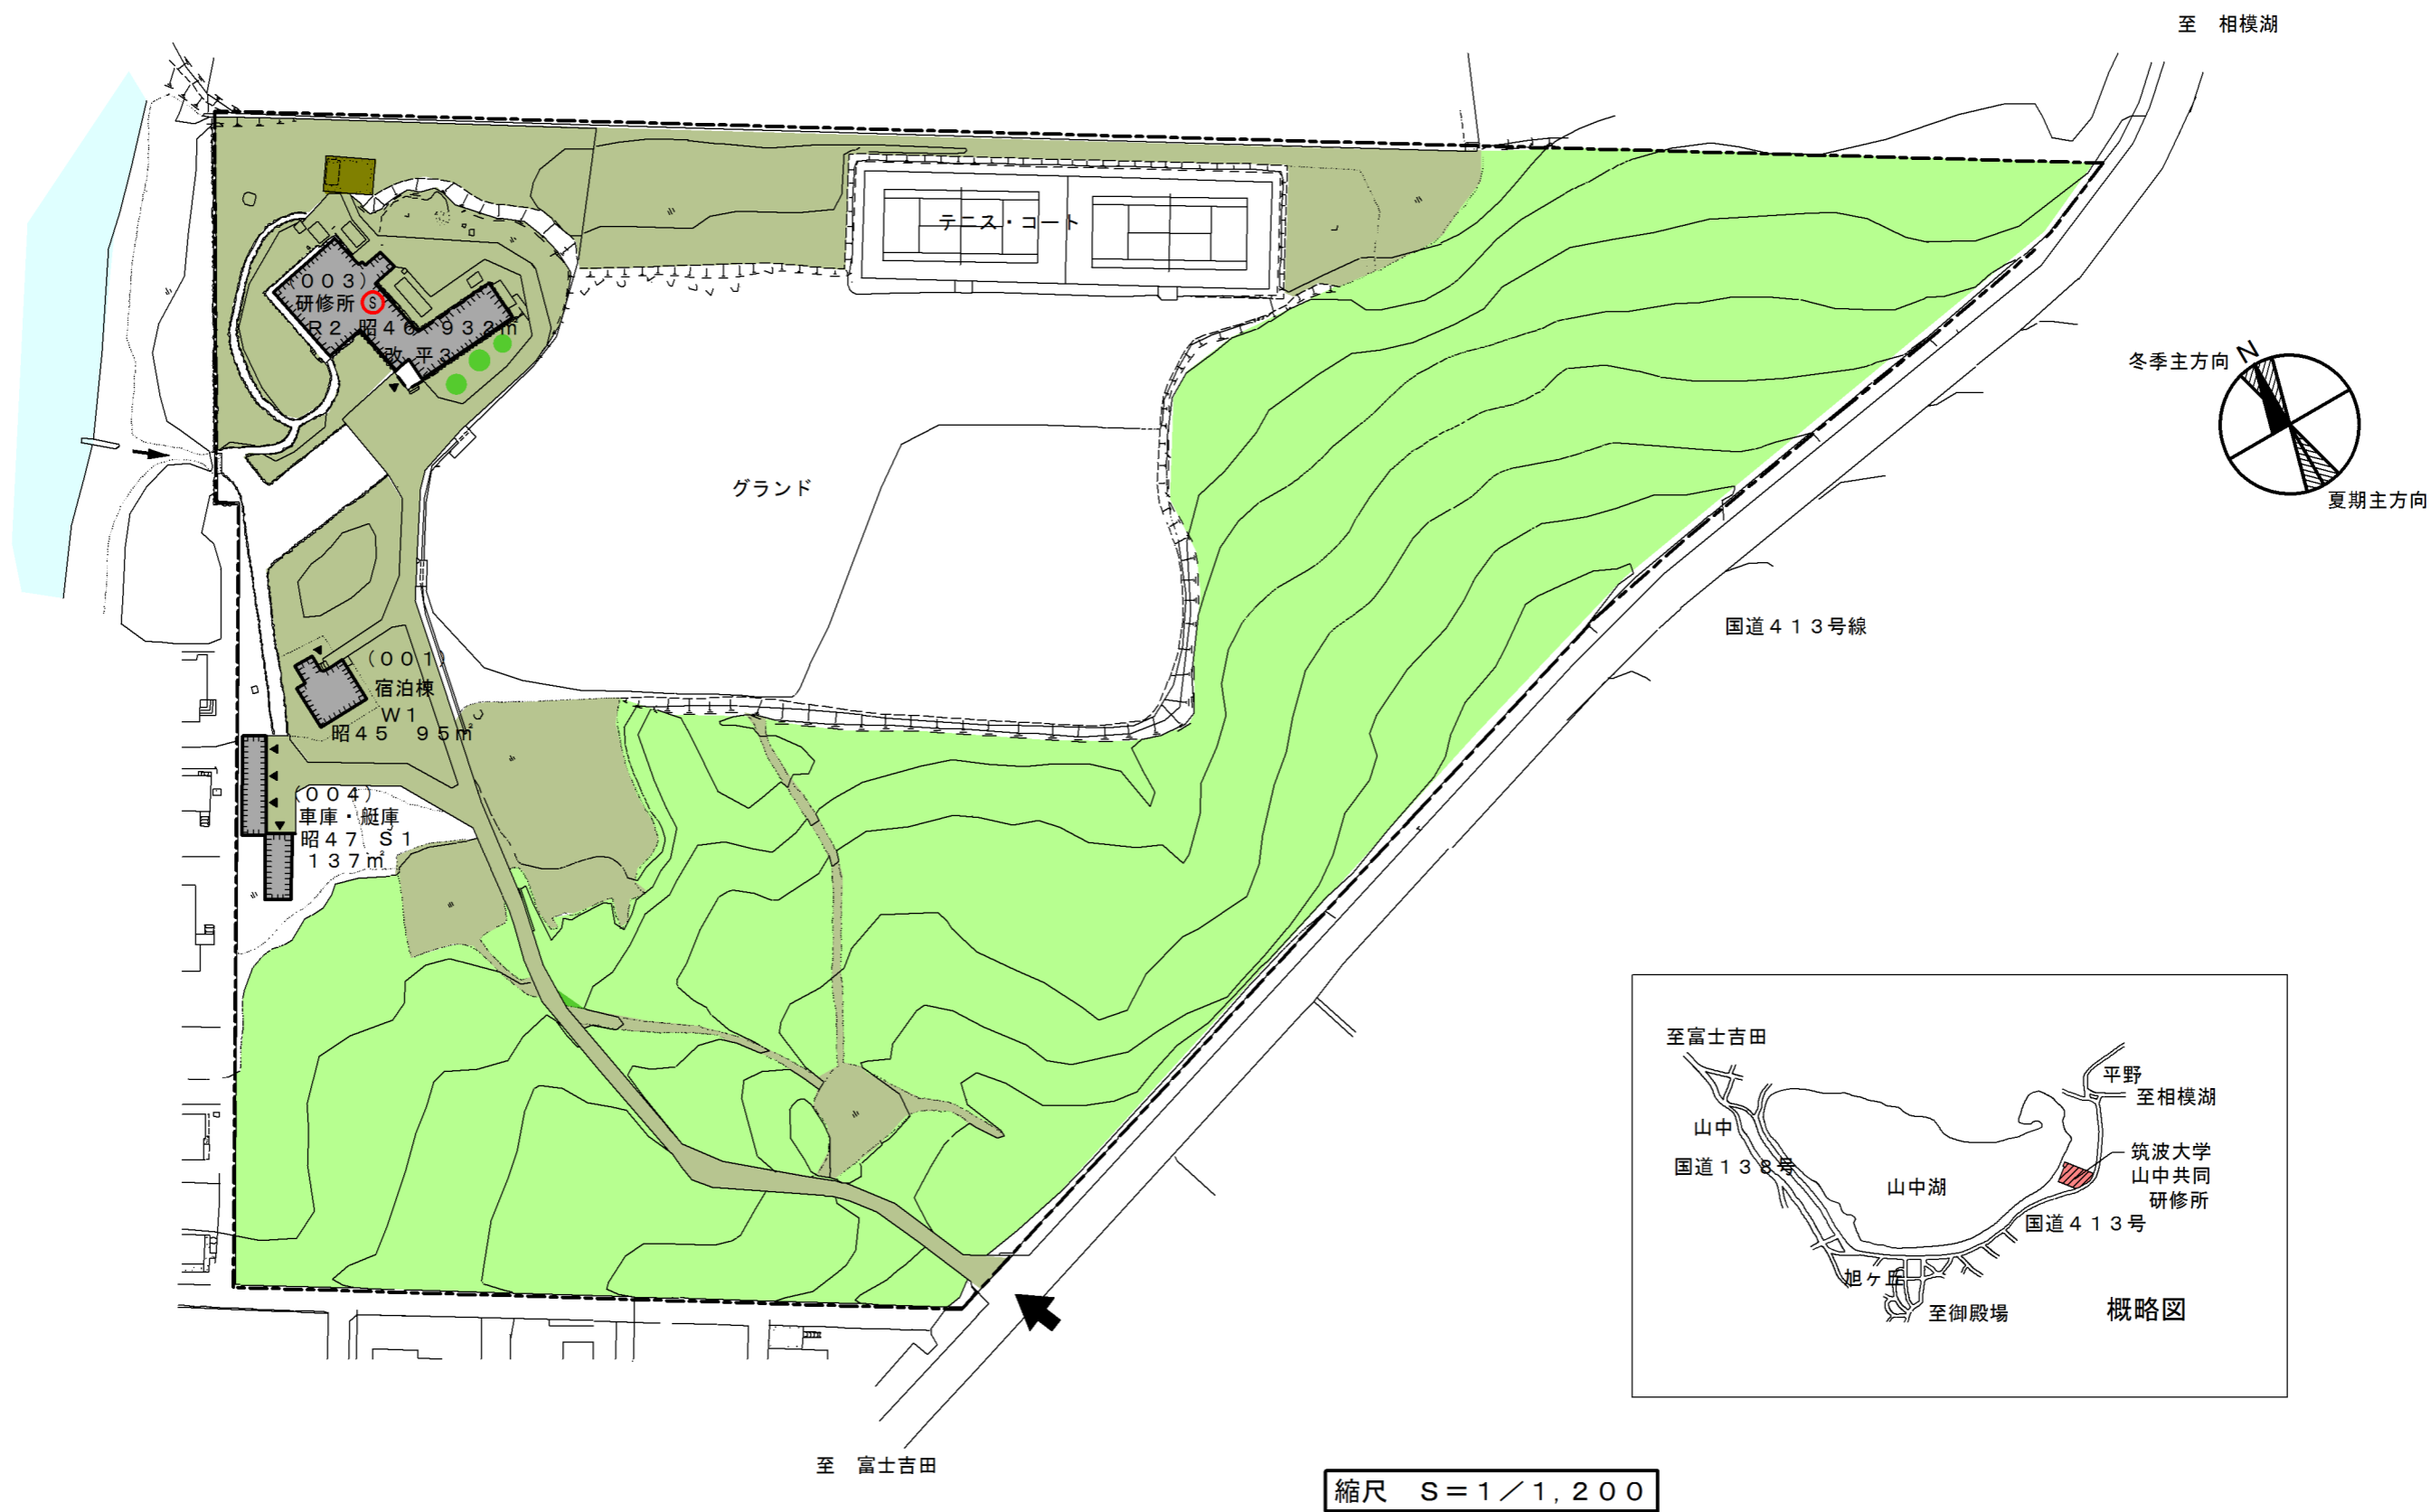 至　相模湖
テニス・コート
(００３)
研修所 Ｓ
Ｒ２ 昭４６ ９３２㎡
改 平３
冬季主方向 N
夏期主方向
グランド
国道４１３号線
(００１)
宿泊棟
Ｗ１
昭４５　９５㎡
(００４)
車庫・艇庫
昭４７ Ｓ１
１３７㎡
至富士吉田
平野
至相模湖
山中
国道１３８号
山中湖
筑波大学
山中共同
研修所
国道４１３号
旭ヶ丘
至御殿場
概略図
至　富士吉田
縮尺　Ｓ＝１／１,２００